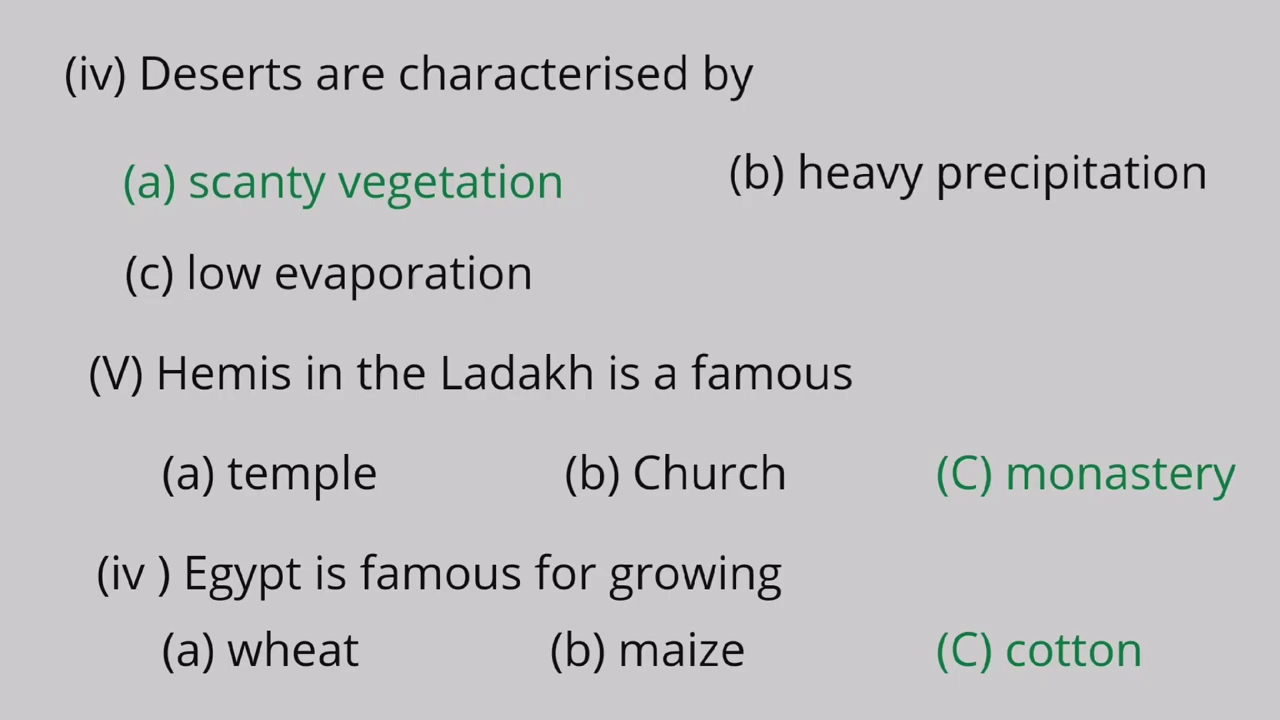 (iv) Deserts are characterised by
(a) scanty vegetation (b) heavy precipitation
(c) low evaporation
(V) Hemis in the Ladakh is a famous
(a) temple (b) Church (C) monastery
(iv ) Egypt is famous for growing
(a) wheat (b) maize (C) cotton